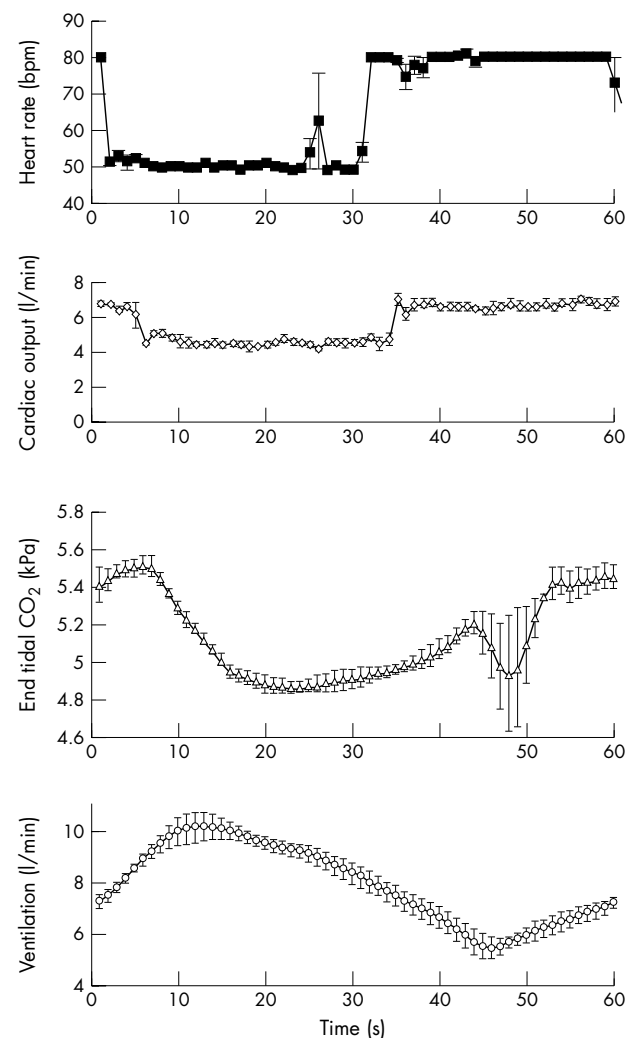 90
80
70
60
50
40
Heart rate (bpm)
0 10 20 30 40 50 60
8
6
4
2
0
Cardiac output (l/min)
0 10 20 30 40 50 60
5.8
5.6
5.4
5.2
5
4.8
4.6
End tidal CO2 (kPa)
0 10 20 30 40 50 60
10
8
6
4
Ventilation (l/min)
0 10 20 30 40 50 60
Time (s)